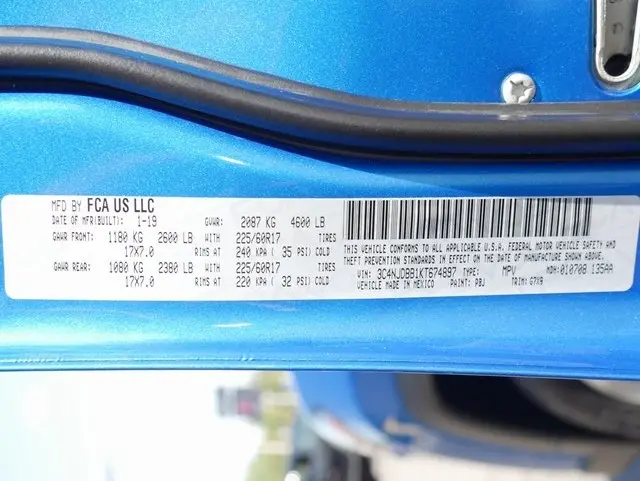 MFD BY FCA US LLC
DATE OF MFR(BUILT): 1-19 GVWR: 2087 KG 4600 LB
GAWR FRONT: 1180 KG 2600 LB WITH 225/60R17 TIRES
17X7.0 RIMS AT 240 KPA ( 35 PSI) COLD
GAWR REAR: 1080 KG 2380 LB WITH 225/60R17 TIRES
17X7.0 RIMS AT 220 KPA ( 32 PSI) COLD
THIS VEHICLE CONFORMS TO ALL APPLICABLE U.S.A. FEDERAL MOTOR VEHICLE SAFETY AND
THEFT PREVENTION STANDARDS IN EFFECT ON THE DATE OF MANUFACTURE SHOWN ABOVE.
VIN: 3C4NJDBB1KT674897 TYPE: MPV MDH:010708 135AA
VEHICLE MADE IN MEXICO PAINT: PBJ TRIM: G7X9